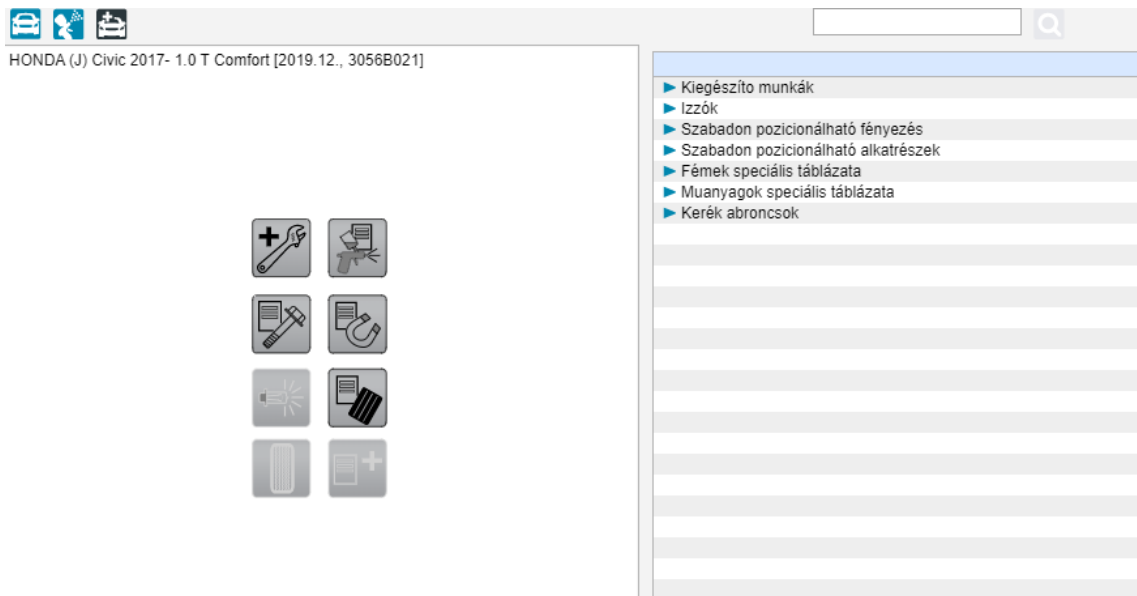 HONDA (J) Civic 2017- 1.0 T Comfort [2019.12., 3056B021]
Kiegészíto munkák
Izzók
Szabadon pozicionálható fényezés
Szabadon pozicionálható alkatrészek
Fémek speciális táblázata
Muanyagok speciális táblázata
Kerék abroncsok